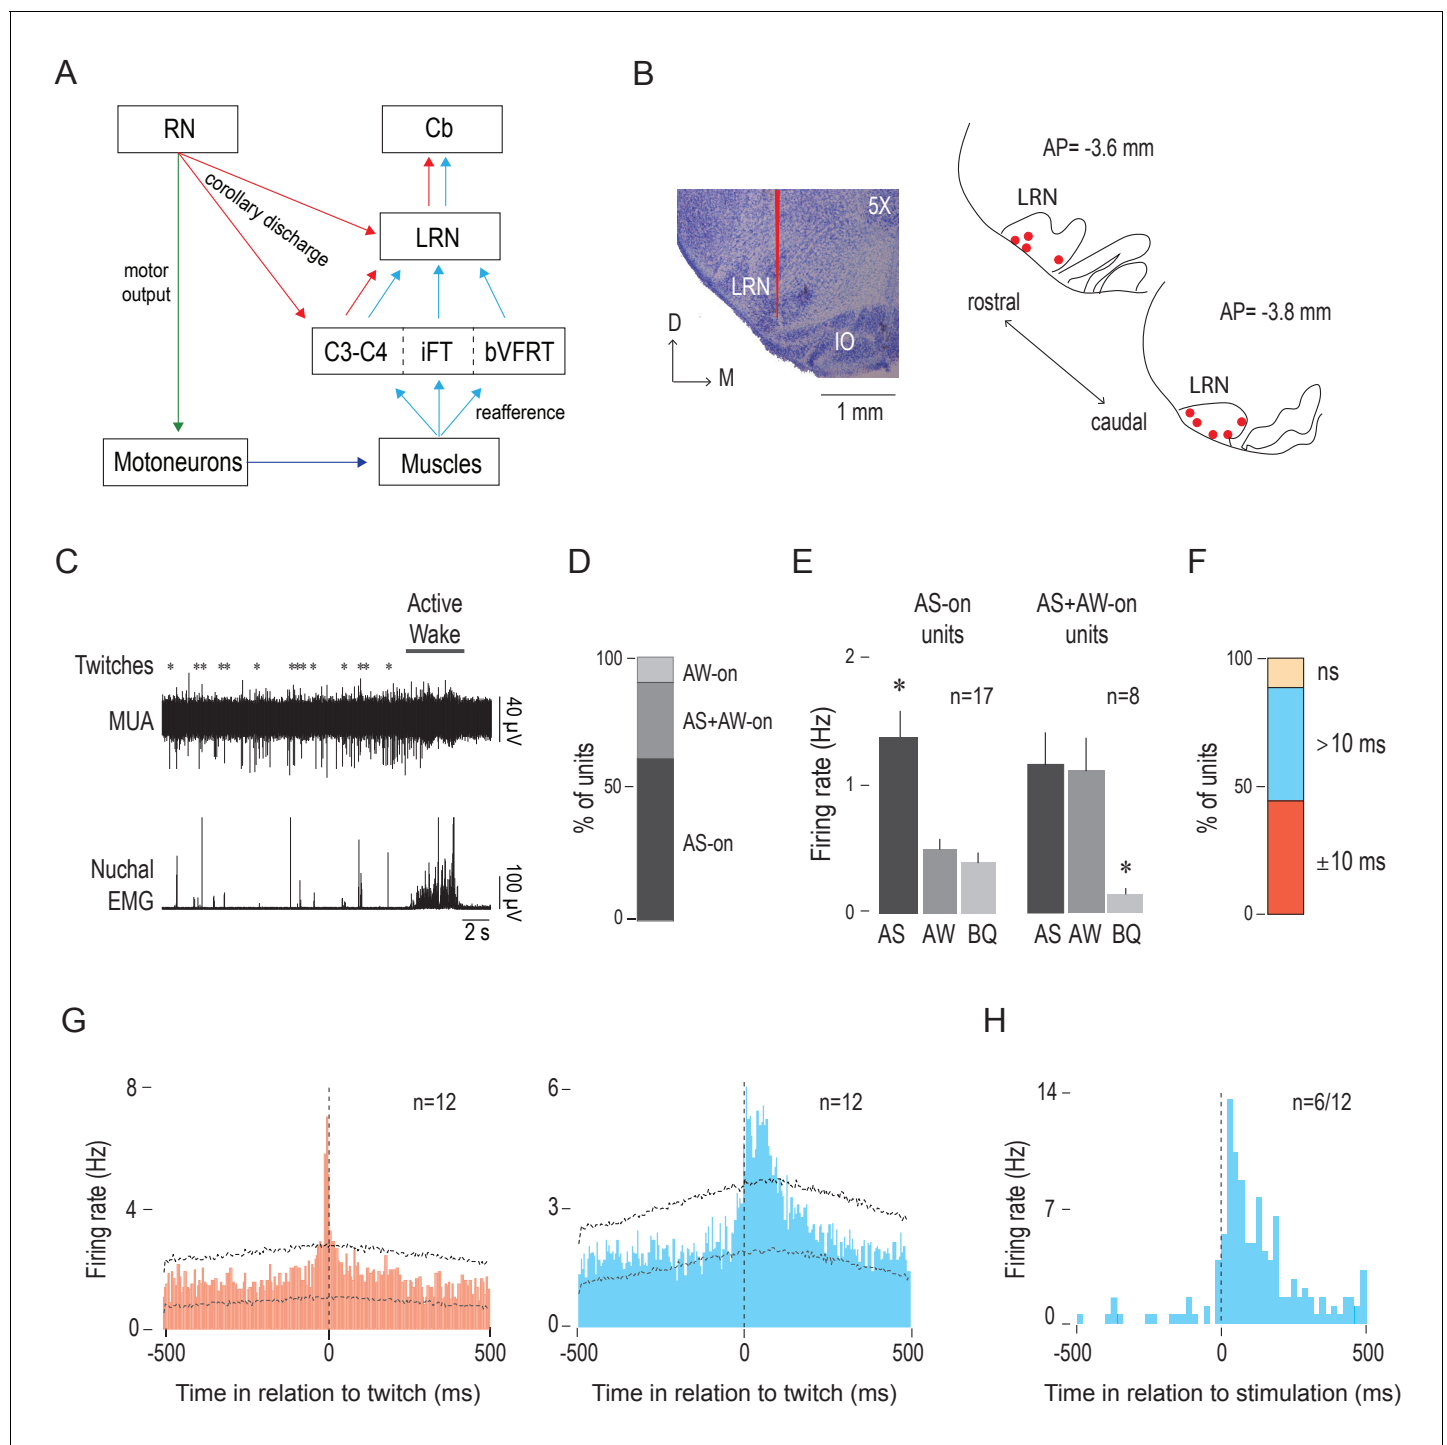 A
RN
Cb
corollary discharge
LRN
motor
output
C3-C4
iFT
bVFRT
reafference
Motoneurons
Muscles
B
5X
LRN
IO
D
M
1 mm
AP= -3.6 mm
LRN
rostral
AP= -3.8 mm
LRN
caudal
C
Active
Wake
Twitches
* ** ** * *** * * ** *
MUA
40 µV
Nuchal
EMG
100 µV
2 s
D
% of units
100
50
0
AW-on
AS+AW-on
AS-on
E
AS-on
units
AS+AW-on
units
Firing rate (Hz)
2
1
0
*
n=17
n=8
*
AS AW BQ
AS AW BQ
F
% of units
100
50
0
ns
>10 ms
±10 ms
G
Firing rate (Hz)
8
4
0
n=12
-500 0 500
Time in relation to twitch (ms)
6
3
0
n=12
-500 0 500
Time in relation to twitch (ms)
H
Firing rate (Hz)
14
7
0
n=6/12
-500 0 500
Time in relation to stimulation (ms)